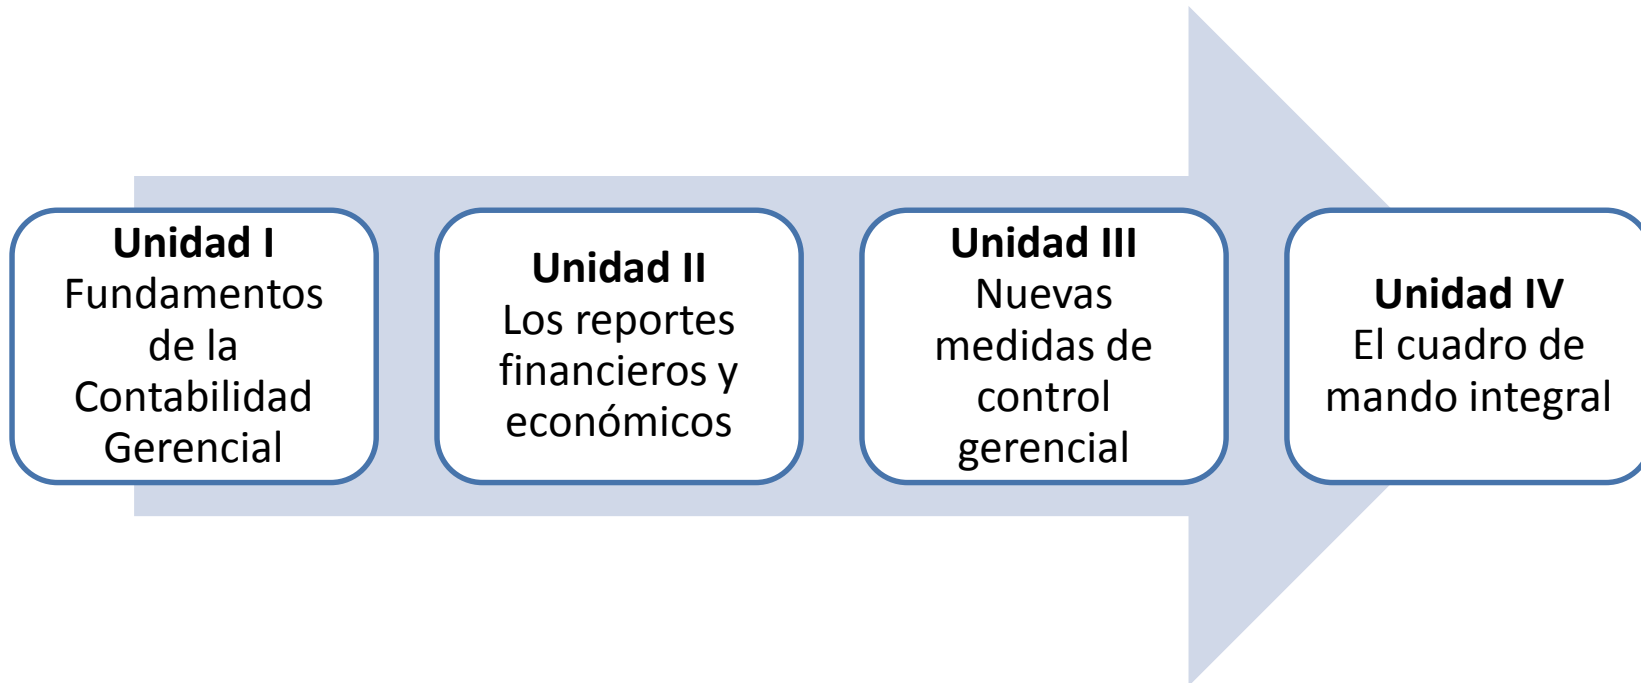 Unidad I
Fundamentos
de la
Contabilidad
Gerencial
Unidad II
Los reportes
financieros y
económicos
Unidad III
Nuevas
medidas de
control
gerencial
Unidad IV
El cuadro de
mando integral